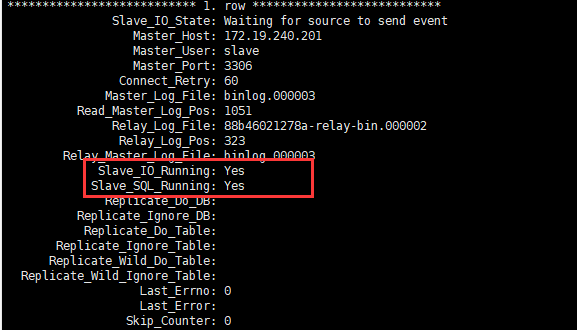 *************************** 1. row ***************************
Slave_IO_State: Waiting for source to send event
Master_Host: 172.19.240.201
Master_User: slave
Master_Port: 3306
Connect_Retry: 60
Master_Log_File: binlog.000003
Read_Master_Log_Pos: 1051
Relay_Log_File: 88b46021278a-relay-bin.000002
Relay_Log_Pos: 323
Relay_Master_Log_File: binlog.000003
Slave_IO_Running: Yes
Slave_SQL_Running: Yes
Replicate_Do_DB:
Replicate_Ignore_DB:
Replicate_Do_Table:
Replicate_Ignore_Table:
Replicate_Wild_Do_Table:
Replicate_Wild_Ignore_Table:
Last_Errno: 0
Last_Error:
Skip_Counter: 0